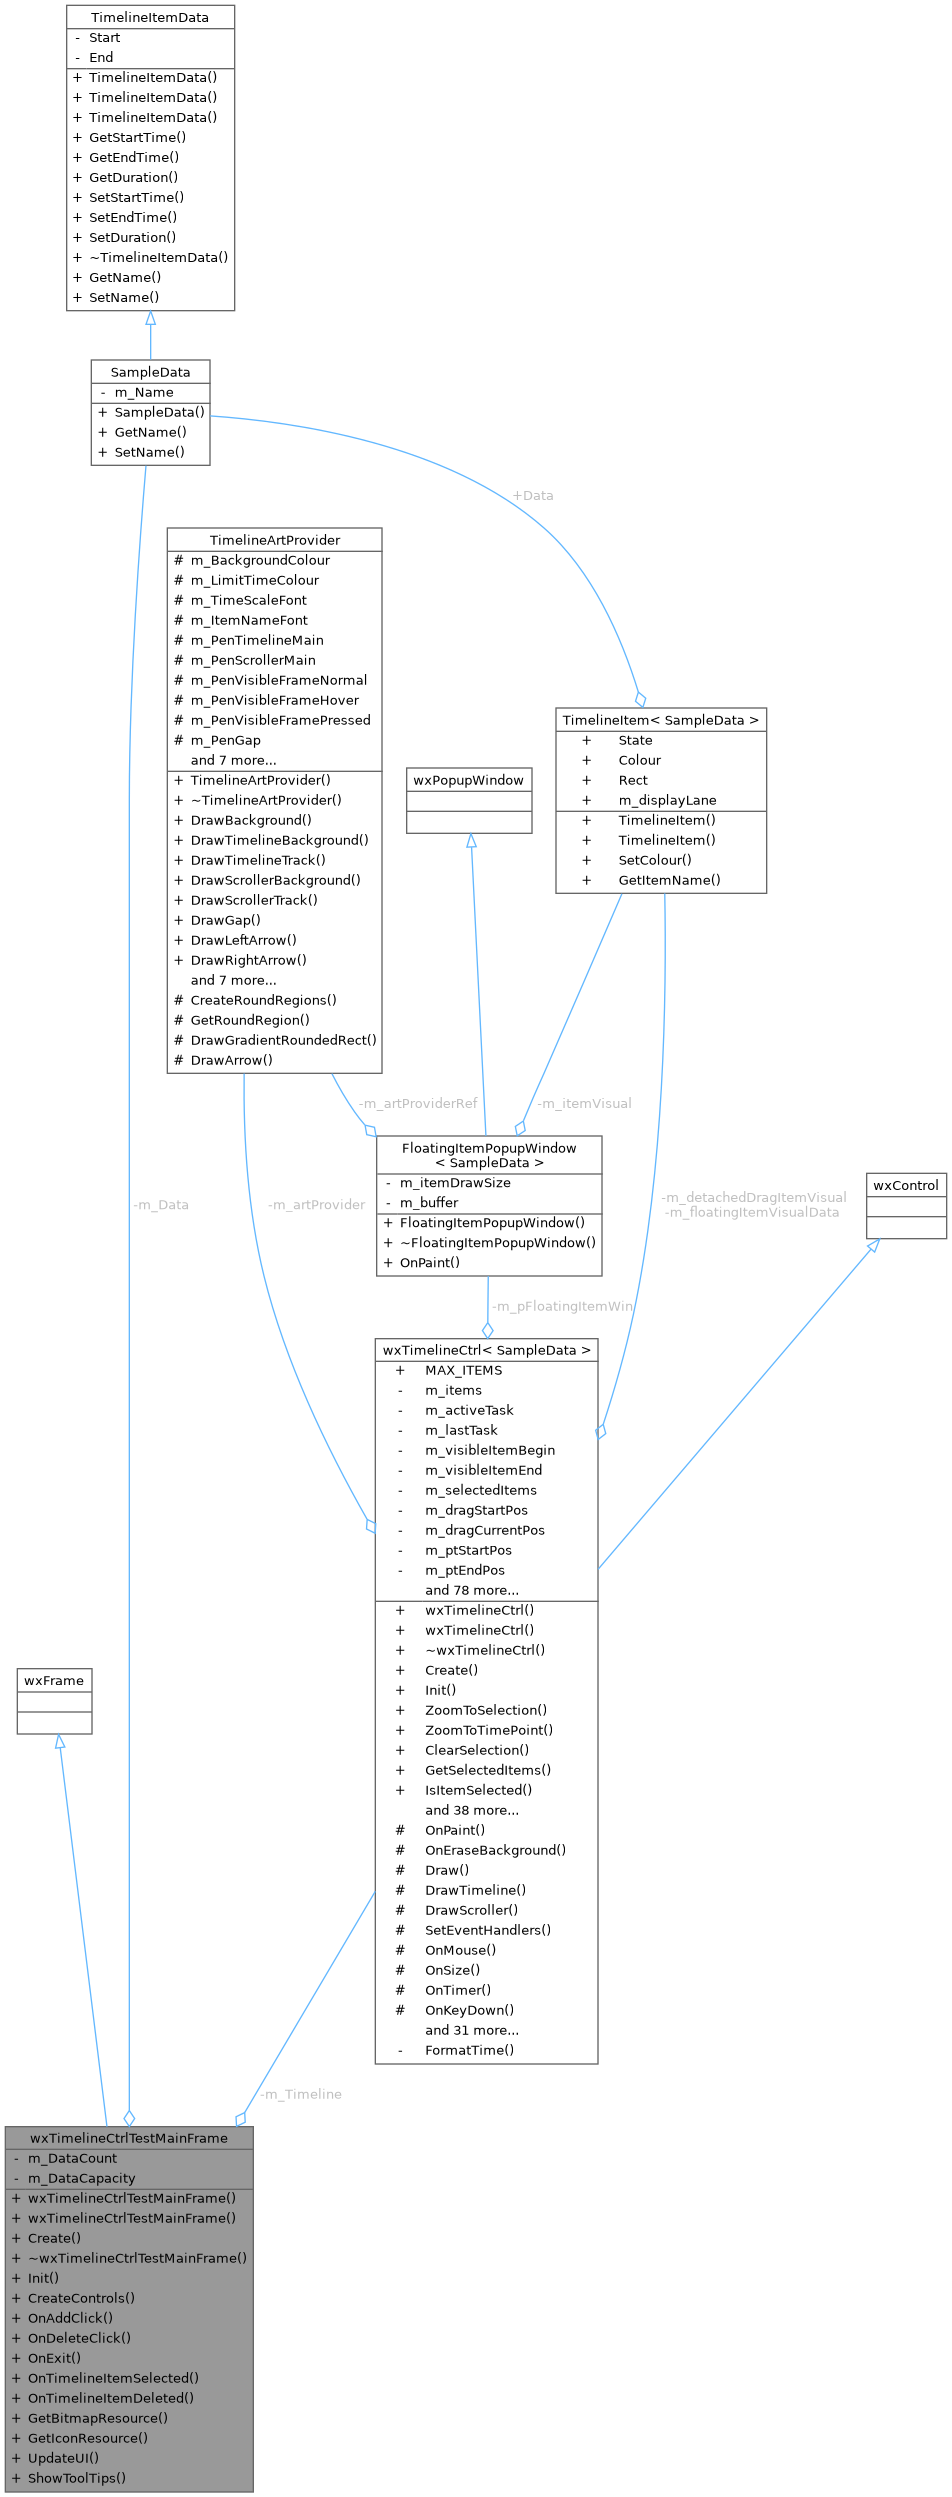 TimelineItemData
- Start
- End
+ TimelineItemData()
+ TimelineItemData()
+ TimelineItemData()
+ GetStartTime()
+ GetEndTime()
+ GetDuration()
+ SetStartTime()
+ SetEndTime()
+ SetDuration()
+ ~TimelineItemData()
+ GetName()
+ SetName()
SampleData
- m_Name
+ SampleData()
+ GetName()
+ SetName()
+Data
TimelineArtProvider
# m_BackgroundColour
# m_LimitTimeColour
# m_TimeScaleFont
# m_ItemNameFont
# m_PenTimelineMain
# m_PenScrollerMain
# m_PenVisibleFrameNormal
# m_PenVisibleFrameHover
# m_PenVisibleFramePressed
# m_PenGap
and 7 more...
+ TimelineArtProvider()
+ ~TimelineArtProvider()
+ DrawBackground()
+ DrawTimelineBackground()
+ DrawTimelineTrack()
+ DrawScrollerBackground()
+ DrawScrollerTrack()
+ DrawGap()
+ DrawLeftArrow()
+ DrawRightArrow()
and 7 more...
# CreateRoundRegions()
# GetRoundRegion()
# DrawGradientRoundedRect()
# DrawArrow()
TimelineItem< SampleData >
+ State
+ Colour
+ Rect
+ m_displayLane
+ TimelineItem()
+ TimelineItem()
+ SetColour()
+ GetItemName()
wxPopupWindow
-m_artProviderRef
-m_itemVisual
FloatingItemPopupWindow
< SampleData >
- m_itemDrawSize
- m_buffer
+ FloatingItemPopupWindow()
+ ~FloatingItemPopupWindow()
+ OnPaint()
wxControl
-m_Data
-m_artProvider
-m_detachedDragItemVisual
-m_floatingItemVisualData
-m_pFloatingItemWin
wxTimelineCtrl< SampleData >
+ MAX_ITEMS
- m_items
- m_activeTask
- m_lastTask
- m_visibleItemBegin
- m_visibleItemEnd
- m_selectedItems
- m_dragStartPos
- m_dragCurrentPos
- m_ptStartPos
- m_ptEndPos
and 78 more...
+ wxTimelineCtrl()
+ wxTimelineCtrl()
+ ~wxTimelineCtrl()
+ Create()
+ Init()
+ ZoomToSelection()
+ ZoomToTimePoint()
+ ClearSelection()
+ GetSelectedItems()
+ IsItemSelected()
and 38 more...
# OnPaint()
# OnEraseBackground()
# Draw()
# DrawTimeline()
# DrawScroller()
# SetEventHandlers()
# OnMouse()
# OnSize()
# OnTimer()
# OnKeyDown()
and 31 more...
- FormatTime()
wxFrame
-m_Timeline
wxTimelineCtrlTestMainFrame
- m_DataCount
- m_DataCapacity
+ wxTimelineCtrlTestMainFrame()
+ wxTimelineCtrlTestMainFrame()
+ Create()
+ ~wxTimelineCtrlTestMainFrame()
+ Init()
+ CreateControls()
+ OnAddClick()
+ OnDeleteClick()
+ OnExit()
+ OnTimelineItemSelected()
+ OnTimelineItemDeleted()
+ GetBitmapResource()
+ GetIconResource()
+ UpdateUI()
+ ShowToolTips()